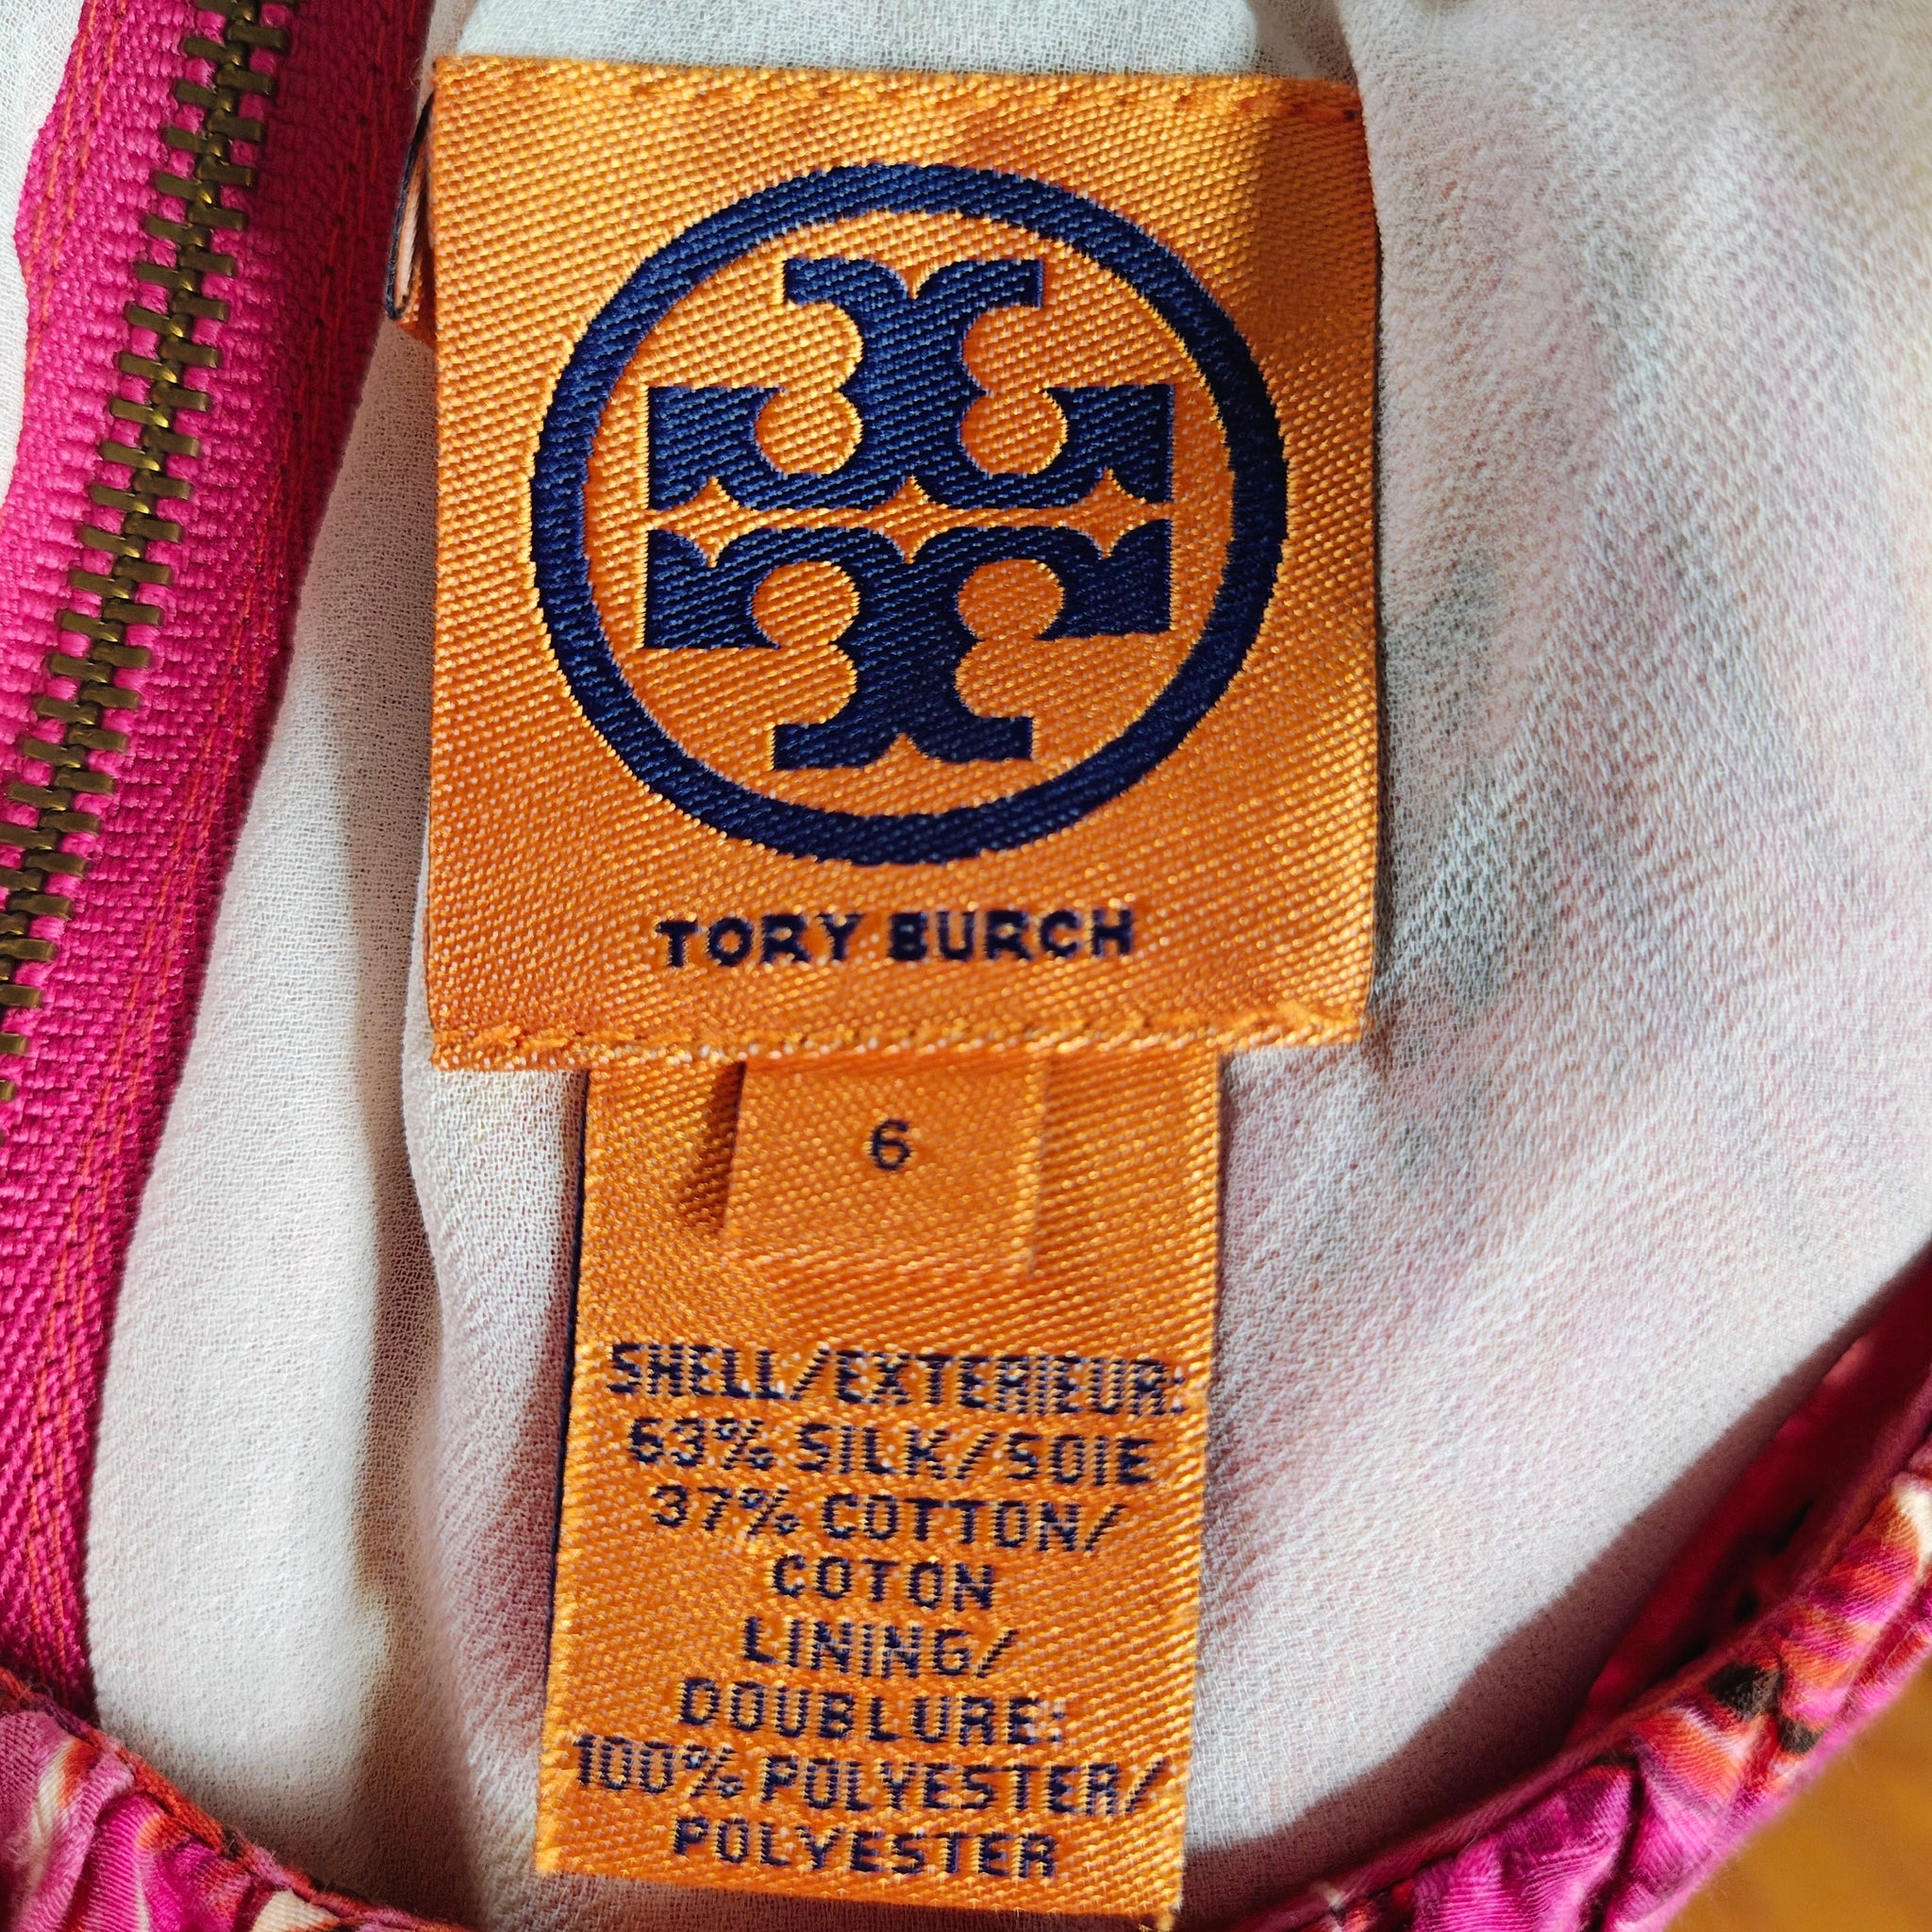 TORY BURCH
6
SHELL/EXTERIEUR:
63% SILK/SOIE
37% COTTON/
COTON
LINING/
DOUBLURE:
100% POLYESTER/
POLYESTER